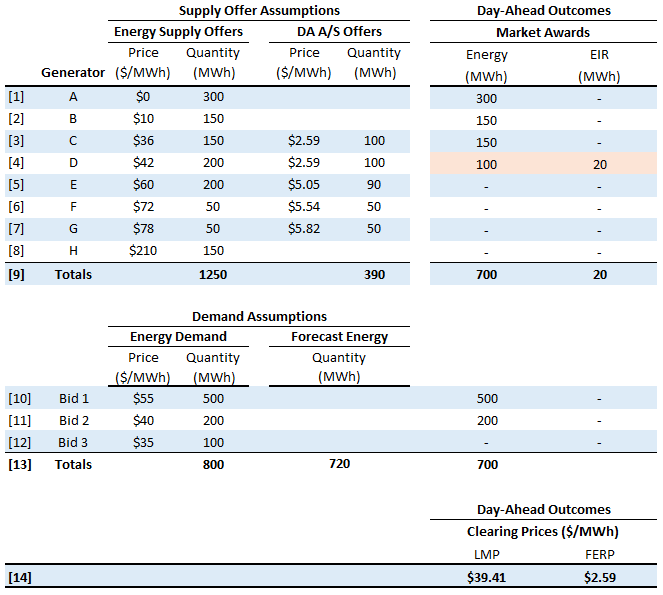 Supply Offer Assumptions Day-Ahead Outcomes
Energy Supply Offers DA A/S Offers Market Awards
Price Quantity Price Quantity Energy EIR
Generator ($/MWh) (MWh) ($/MWh) (MWh) (MWh) (MWh)
[1] A $0 300 300 -
[2] B $10 150 150 -
[3] C $36 150 $2.59 100 150 -
[4] D $42 200 $2.59 100 100 20
[5] E $60 200 $5.05 90 - -
[6] F $72 50 $5.54 50 - -
[7] G $78 50 $5.82 50 - -
[8] H $210 150 - -
[9] Totals 1250 390 700 20
Demand Assumptions
Energy Demand Forecast Energy
Price Quantity Quantity
($/MWh) (MWh) (MWh)
[10] Bid 1 $55 500 500 -
[11] Bid 2 $40 200 200 -
[12] Bid 3 $35 100 - -
[13] Totals 800 720 700
Day-Ahead Outcomes
Clearing Prices ($/MWh)
LMP FERP
[14] $39.41 $2.59